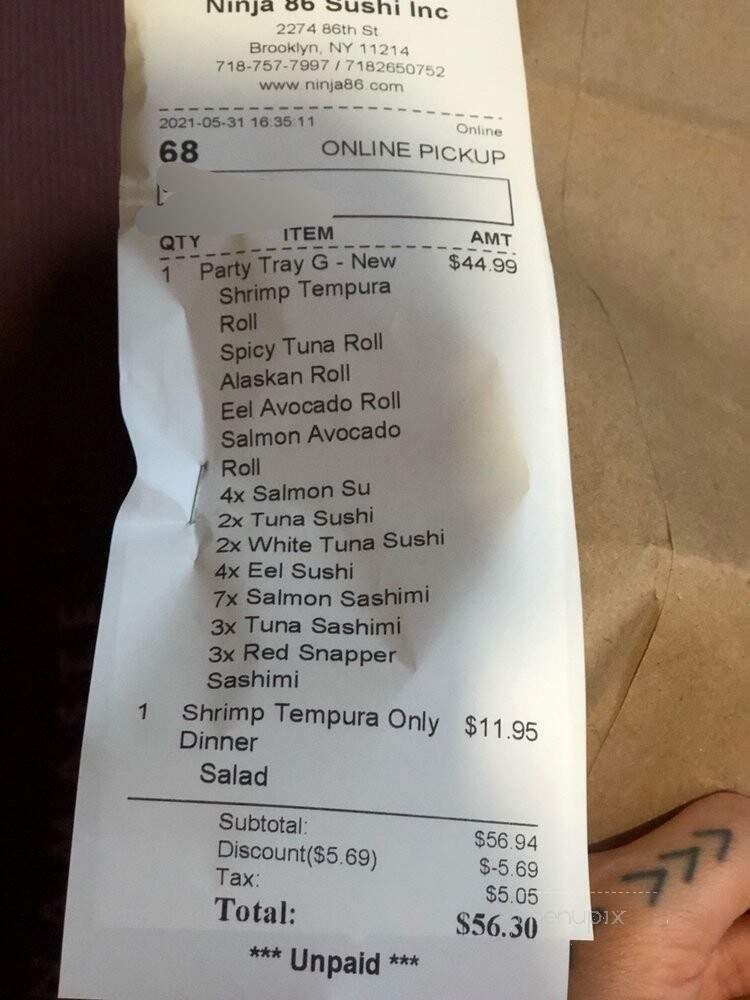 Ninja 86 Sushi Inc
2274 86th St.
Brooklyn, NY 11214
718-757-7997 / 7182650752
www.ninja86.com
2021-05-31 16:35:11 Online
68 ONLINE PICKUP
QTY ITEM AMT
1 Party Tray G - New $44.99
Shrimp Tempura
Roll
Spicy Tuna Roll
Alaskan Roll
Eel Avocado Roll
Salmon Avocado
Roll
4x Salmon Su
2x Tuna Sushi
2x White Tuna Sushi
4x Eel Sushi
7x Salmon Sashimi
3x Tuna Sashimi
3x Red Snapper
Sashimi
1 Shrimp Tempura Only $11.95
Dinner
Salad
Subtotal: $56.94
Discount($5.69) $-5.69
Tax: $5.05
Total: $56.30
*** Unpaid ***